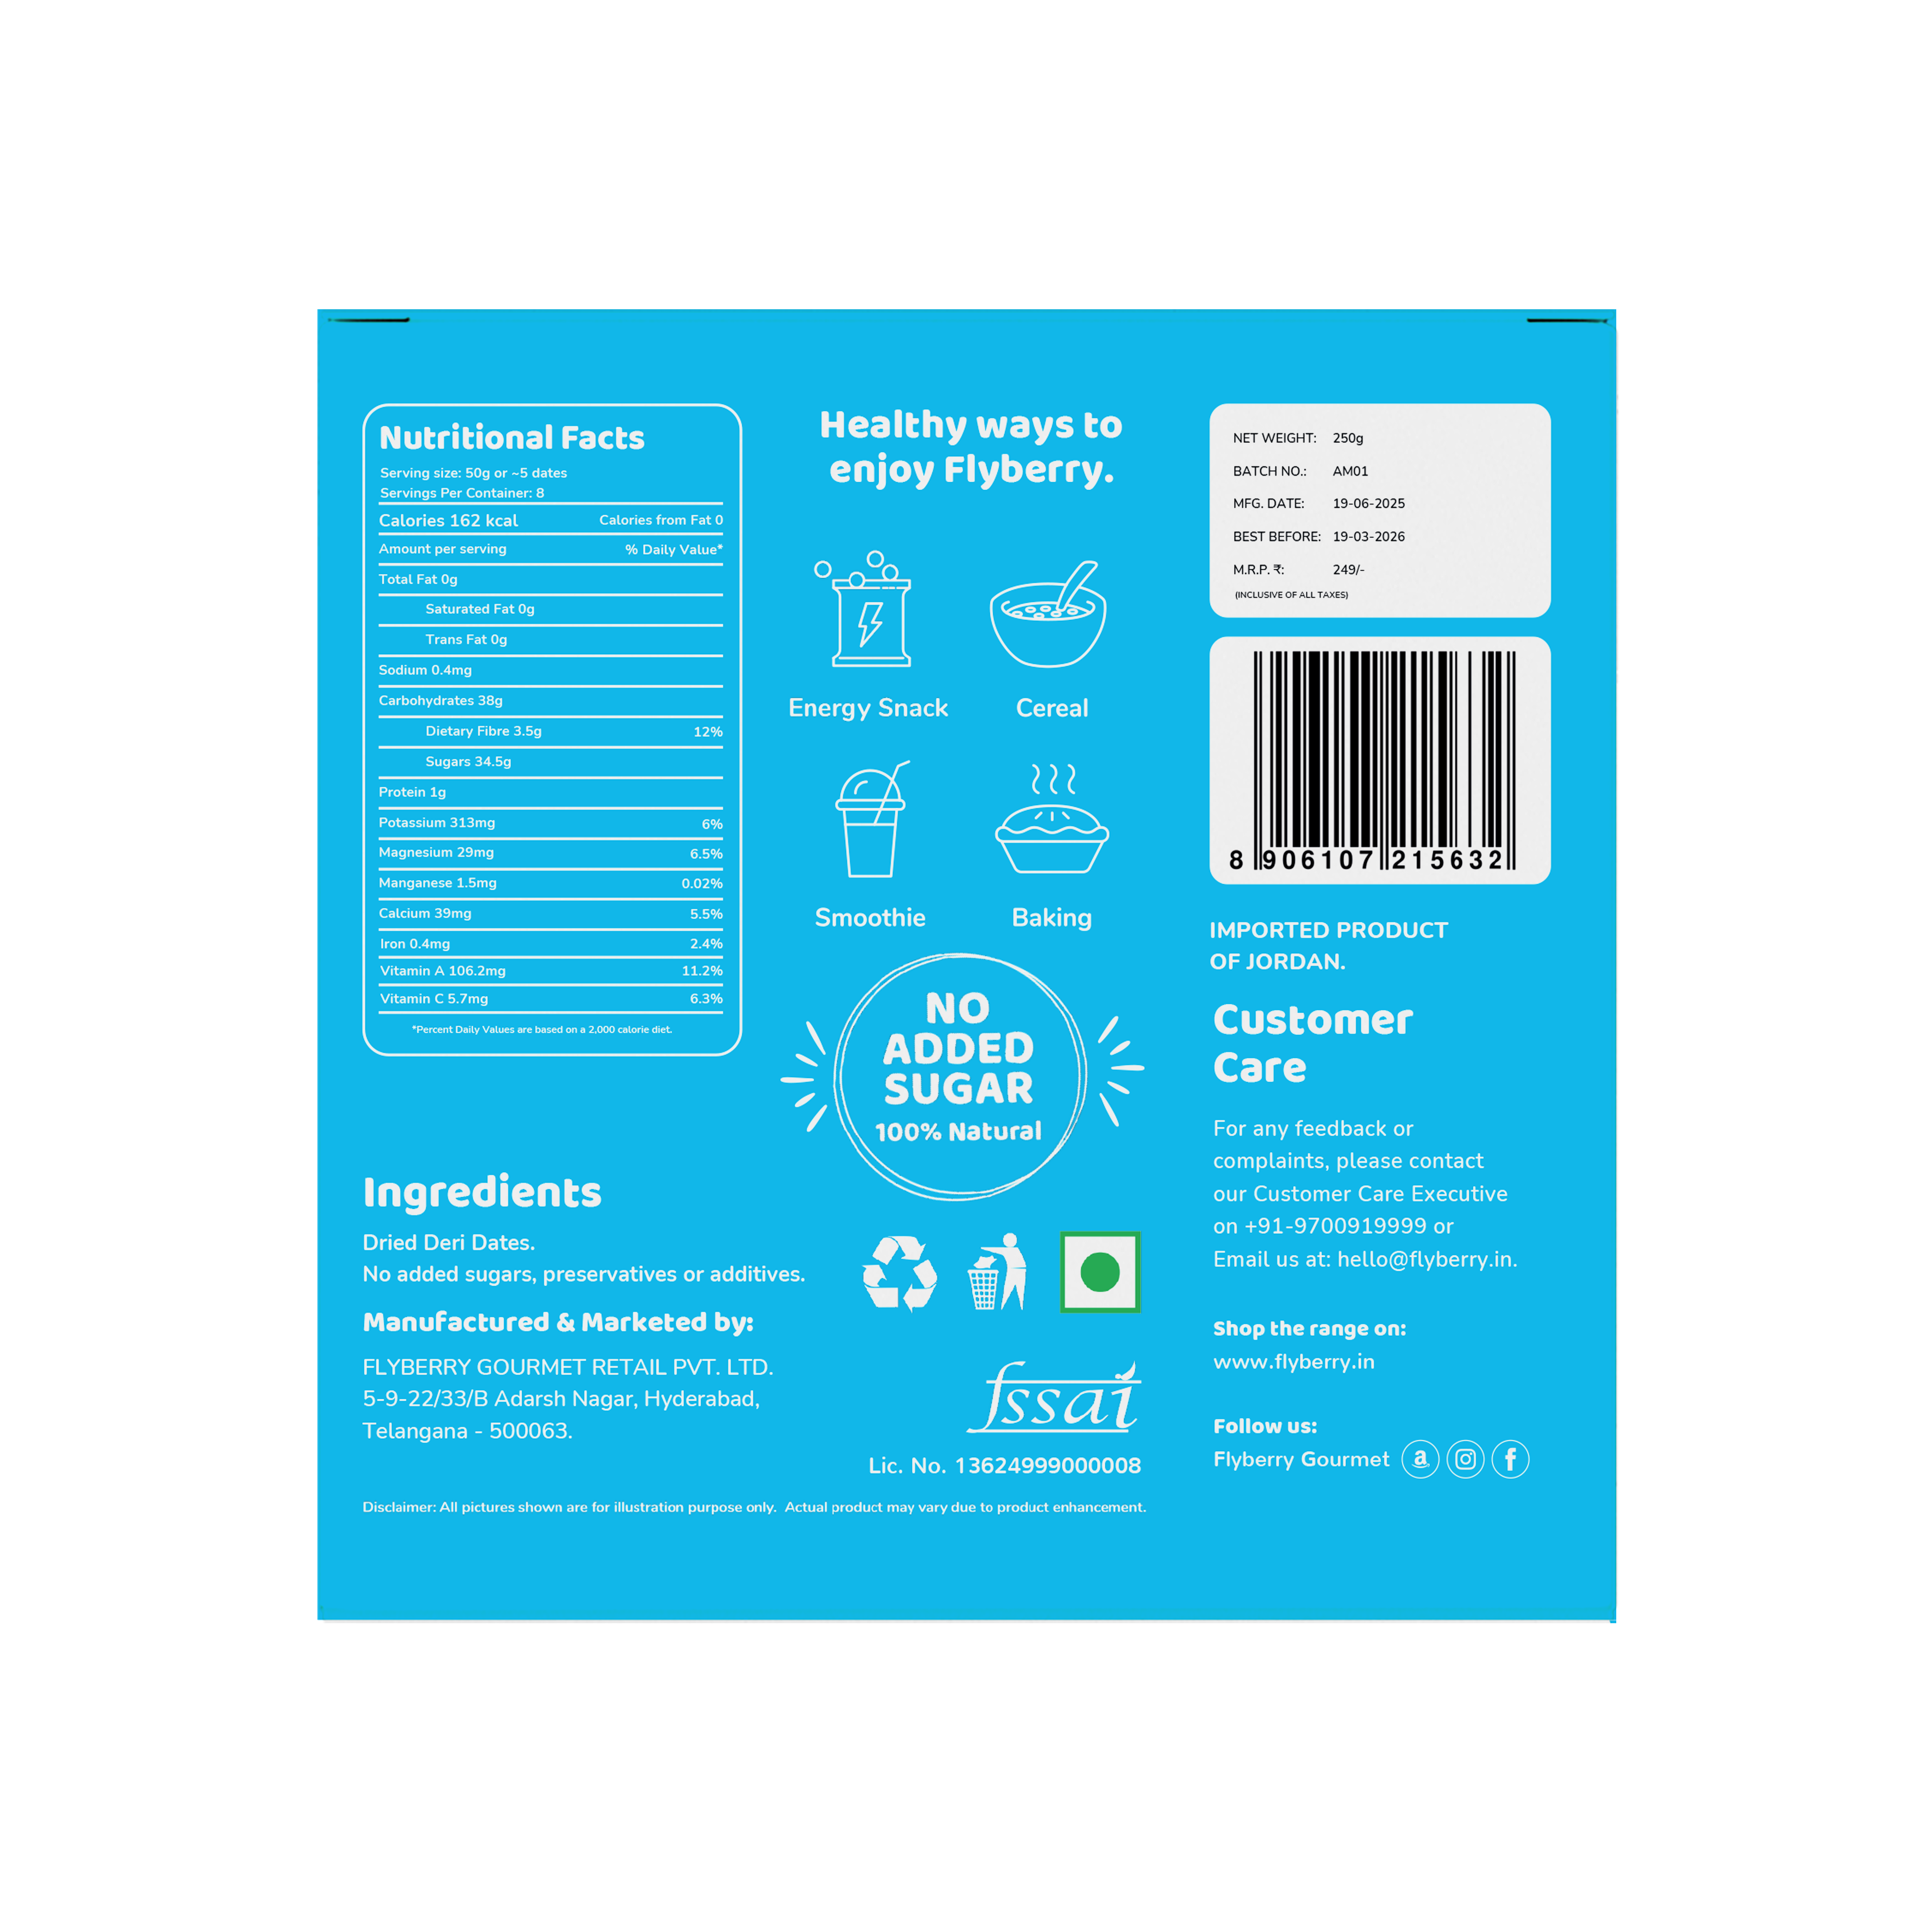 Nutritional Facts
Serving size: 50g or ~5 dates
Servings Per Container: 8
Calories 162 kcal Calories from Fat 0
Amount per serving % Daily Value*
Total Fat 0g
Saturated Fat 0g
Trans Fat 0g
Sodium 0.4mg
Carbohydrates 38g
Dietary Fibre 3.5g 12%
Sugars 34.5g
Protein 1g
Potassium 313mg 6%
Magnesium 29mg 6.5%
Manganese 1.5mg 0.02%
Calcium 39mg 5.5%
Iron 0.4mg 2.4%
Vitamin A 106.2mg 11.2%
Vitamin C 5.7mg 6.3%
*Percent Daily Values are based on a 2,000 calorie diet.
Ingredients
Dried Deri Dates.
No added sugars, preservatives or additives.
Manufactured & Marketed by:
FLYBERRY GOURMET RETAIL PVT. LTD.
5-9-22/33/B Adarsh Nagar, Hyderabad,
Telangana - 500063.
Healthy ways to
enjoy Flyberry.
Energy Snack Cereal
Smoothie Baking
NO
ADDED
SUGAR
100% Natural
fssai
Lic. No. 13624999000008
Disclaimer: All pictures shown are for illustration purpose only. Actual product may vary due to product enhancement.
NET WEIGHT: 250g
BATCH NO.: AM01
MFG. DATE: 19-06-2025
BEST BEFORE: 19-03-2026
M.R.P. ₹: 249/-
(INCLUSIVE OF ALL TAXES)
8 906107 215632
IMPORTED PRODUCT
OF JORDAN.
Customer
Care
For any feedback or
complaints, please contact
our Customer Care Executive
on +91-9700919999 or
Email us at: hello@flyberry.in.
Shop the range on:
www.flyberry.in
Follow us:
Flyberry Gourmet